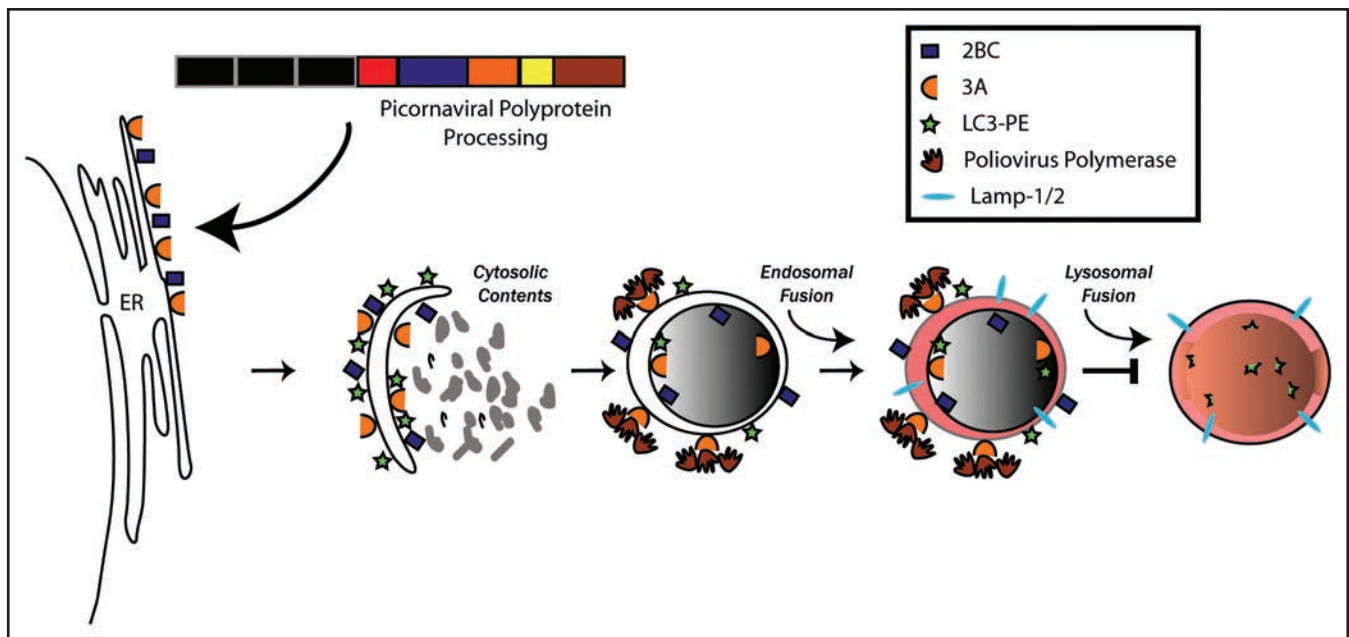 Picornaviral Polyprotein
Processing
2BC
3A
LC3-PE
Poliovirus Polymerase
Lamp-1/2
ER
Cytosolic
Contents
Endosomal
Fusion
Lysosomal
Fusion